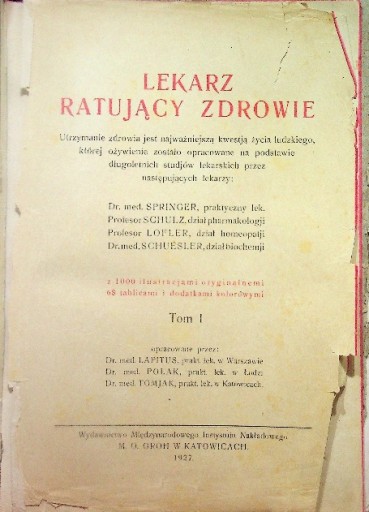 LEKARZ
RATUJĄCY ZDROWIE
Utrzymanie zdrowia jest najważniejszą kwestją życia ludzkiego,
której ożywienie zostało opracowane na podstawie
długoletnich studjów lekarskich przez
następujących lekarzy:
Dr. med. SPRINGER, praktyczny lek.
Profesor SCHULZ, dział pharmakologji
Profesor LOFLER, dział homeopatji
Dr. med. SCHUESLER, dział biochemji
z 1000 ilustracjami oryginalnemi
68 tablicami i dodatkami kolorówymi
Tom I
opracowane przez:
Dr. med. LAPITUS, prakt. lek. w Warszawie
Dr. med. POLAK, prakt. lek. w Łodzi
Dr. med. TOMJAK, prakt. lek. w Katowicach.
Wydawnictwo Międzynarodowego Instytutu Nakładowego
M. O. GROH W KATOWICACH.
1927.